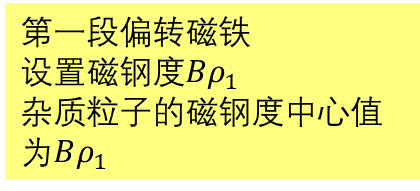 第一段偏转磁铁
设置磁钢度Bρ₁
杂质粒子的磁钢度中心值
为Bρ₁